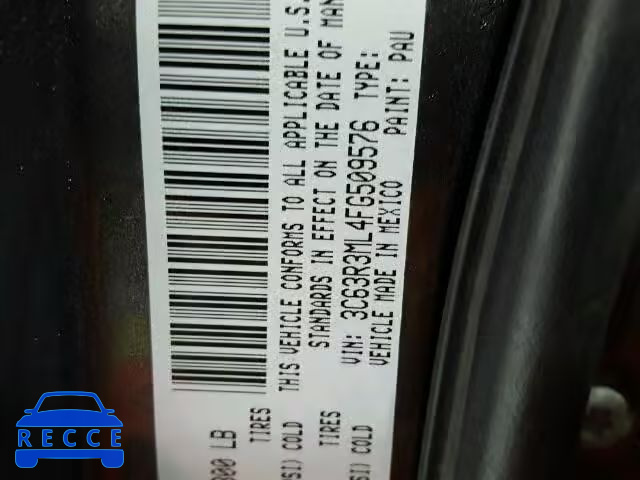 000 LB
TIRES
SI) COLD
THIS VEHICLE CONFORMS TO ALL APPLICABLE U.S.
STANDARDS IN EFFECT ON THE DATE OF MAN
VIN: 3C63R3ML4FG509576 TYPE:
VEHICLE MADE IN MEXICO PAINT: PAU
TIRES
SI) COLD
RECCE